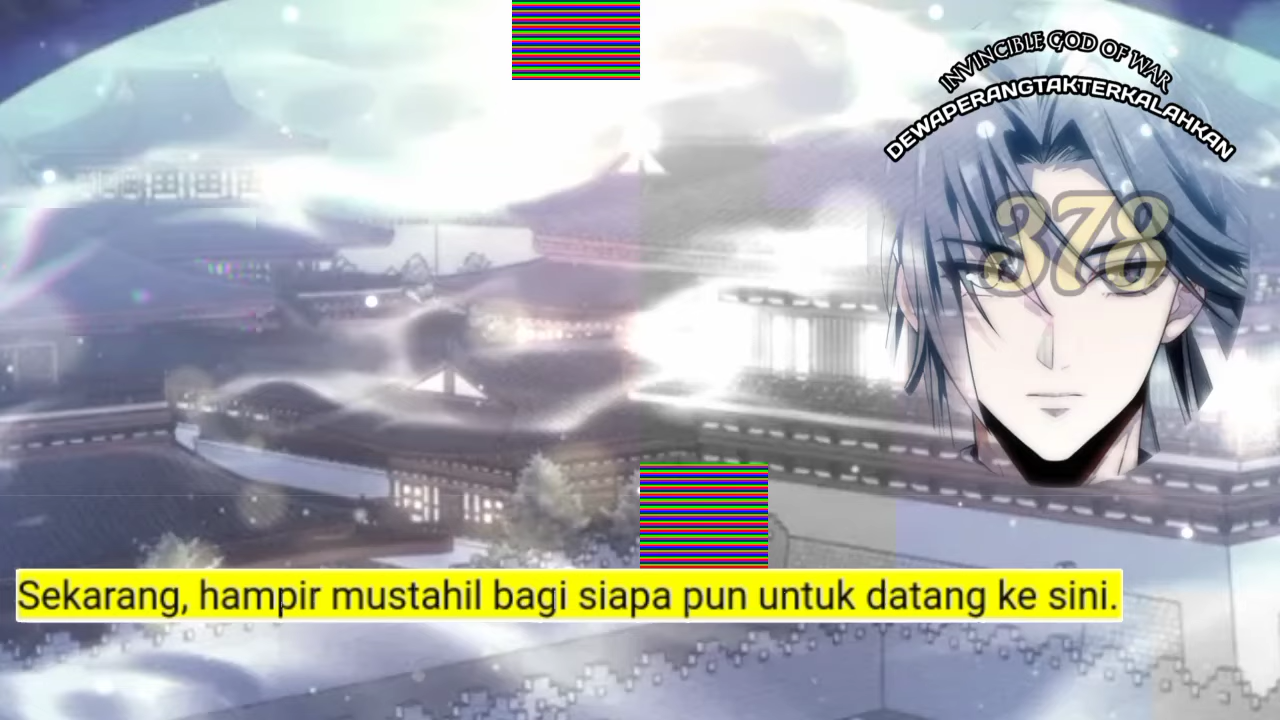 INVINCIBLE GOD OF WAR
DEWAPERANGTAKTERKALAHKAN
378
Sekarang, hampir mustahil bagi siapa pun untuk datang ke sini.